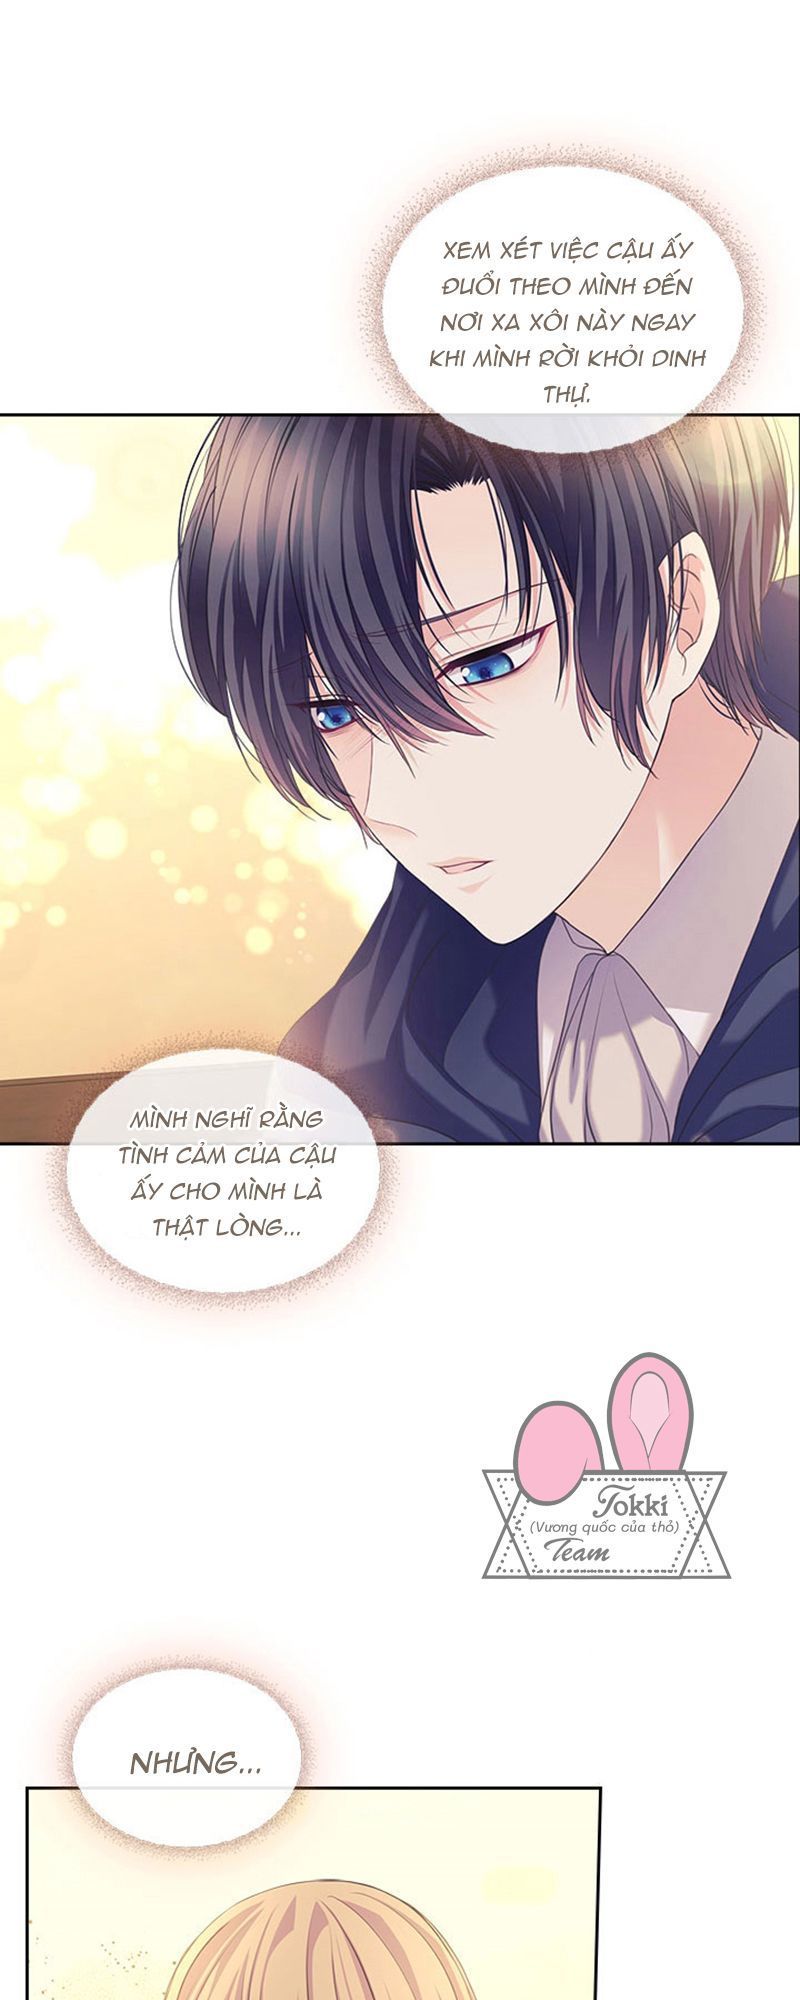 XEM XÉT VIỆC CẬU ẤY
ĐUỔI THEO MÌNH ĐẾN
NƠI XA XÔI NÀY NGAY
KHI MÌNH RỜI KHỎI DINH
THỰ.
MÌNH NGHĨ RẰNG
TÌNH CẢM CỦA CẬU
ẤY CHO MÌNH LÀ
THẬT LÒNG...
Tokki
(Vương quốc của thỏ)
Team
NHƯNG...